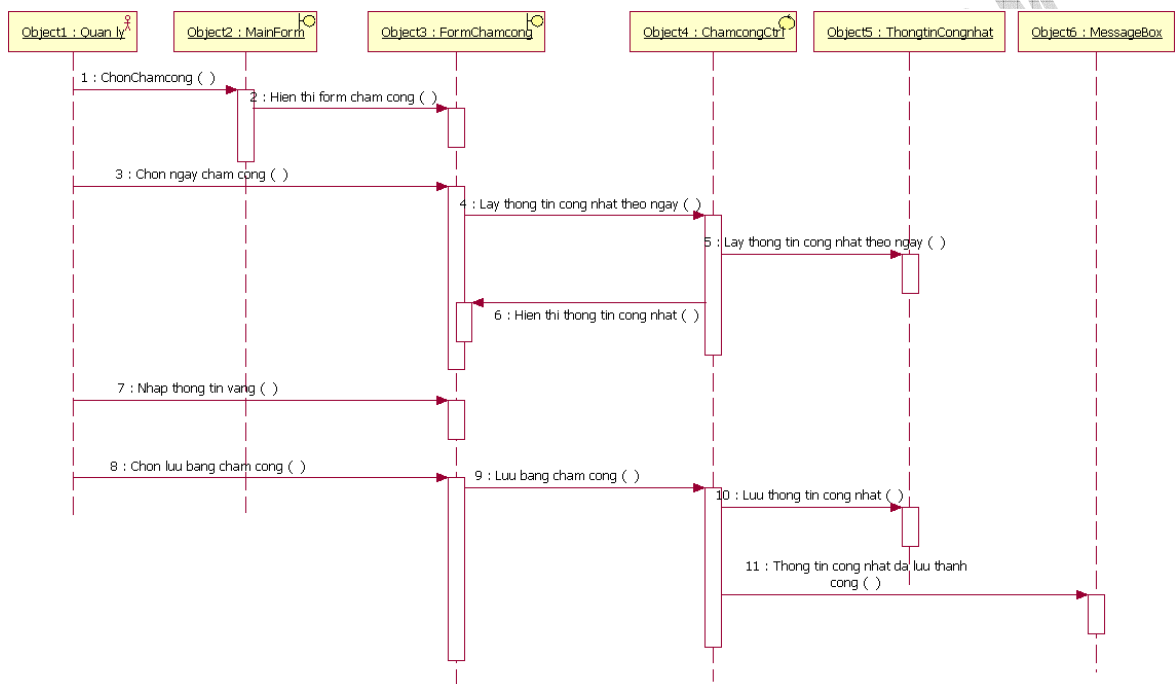 Object1 : Quan ly
Object2 : MainForm
Object3 : FormChamcong
Object4 : ChamcongCtrl
Object5 : ThongtinCongnhat
Object6 : MessageBox
1 : ChonChamcong ( )
2 : Hien thi form cham cong ( )
3 : Chon ngay cham cong ( )
4 : Lay thong tin cong nhat theo ngay ( )
5 : Lay thong tin cong nhat theo ngay ( )
6 : Hien thi thong tin cong nhat ( )
7 : Nhap thong tin vang ( )
8 : Chon luu bang cham cong ( )
9 : Luu bang cham cong ( )
10 : Luu thong tin cong nhat ( )
11 : Thong tin cong nhat da luu thanh
cong ( )